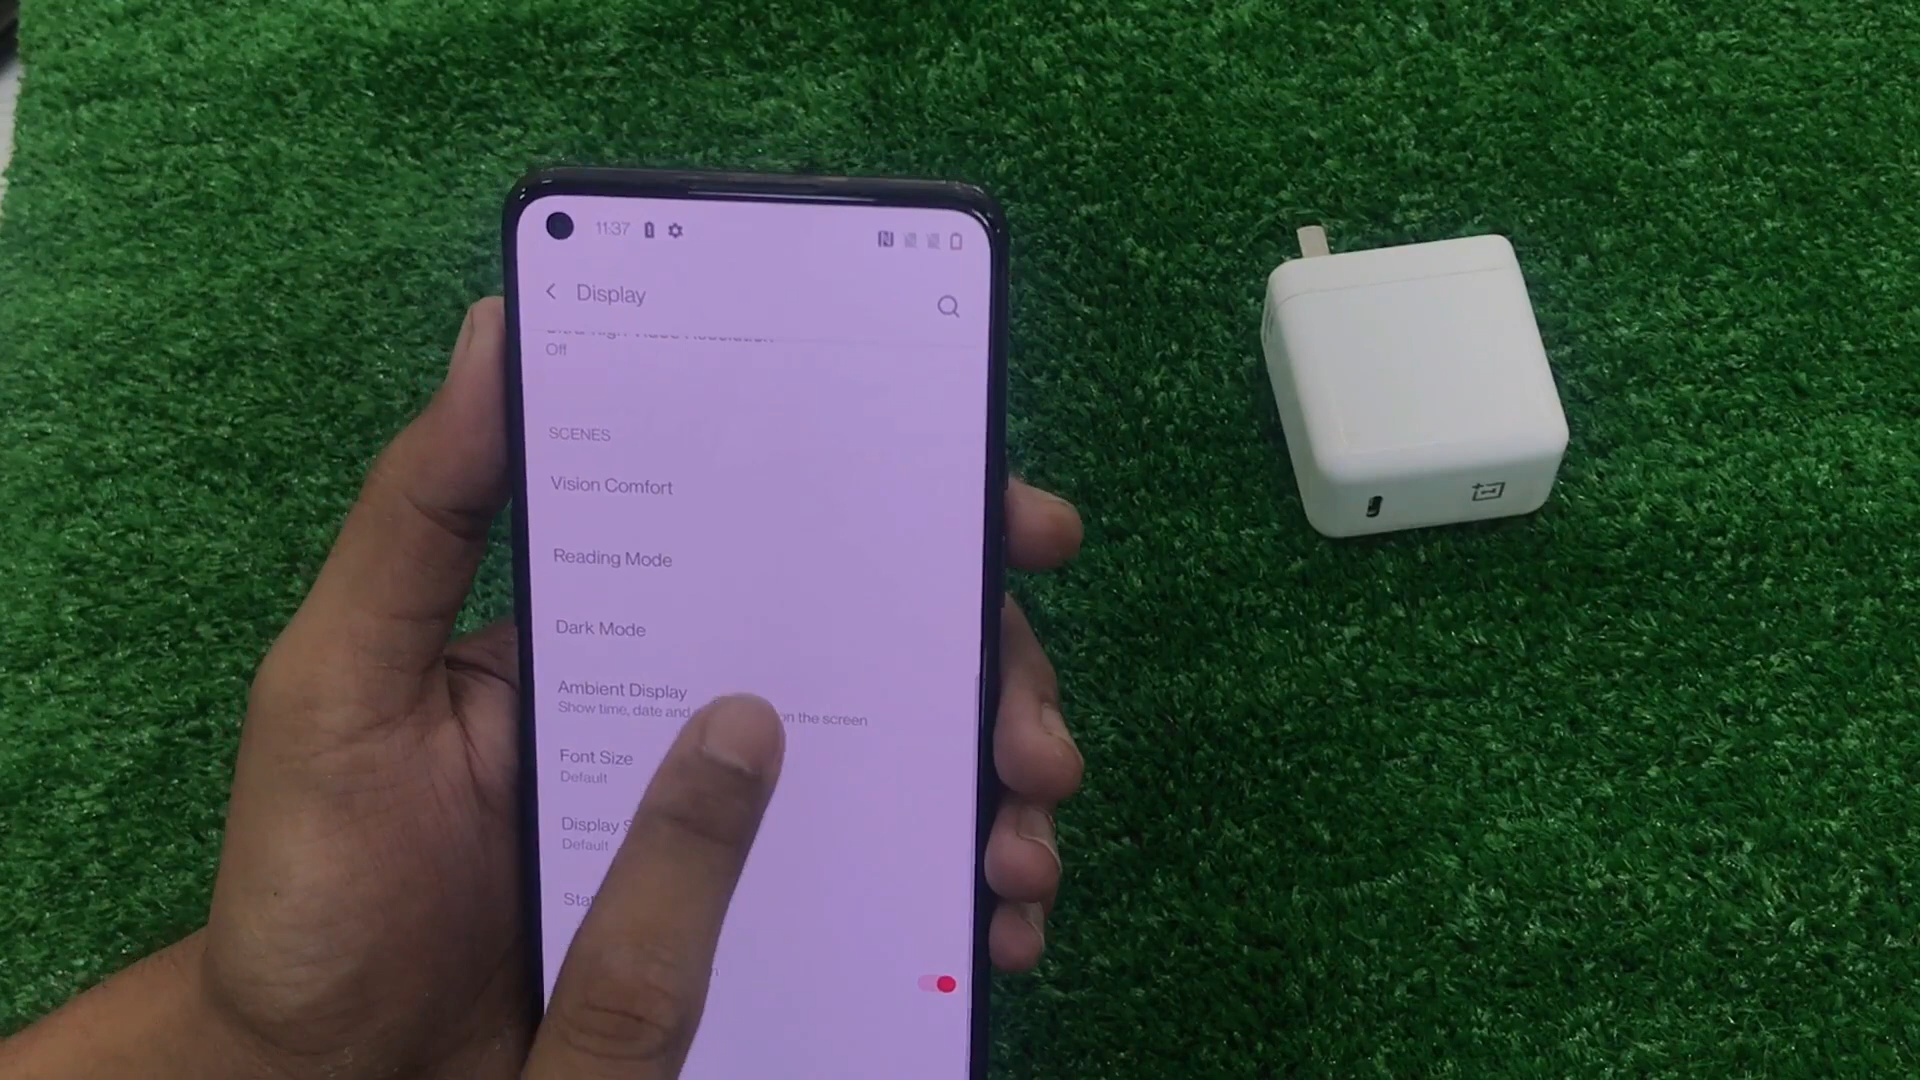 11:37
Display
Off
SCENES
Vision Comfort
Reading Mode
Dark Mode
Ambient Display
Show time, date and on the screen
Font Size
Default
Display
Default